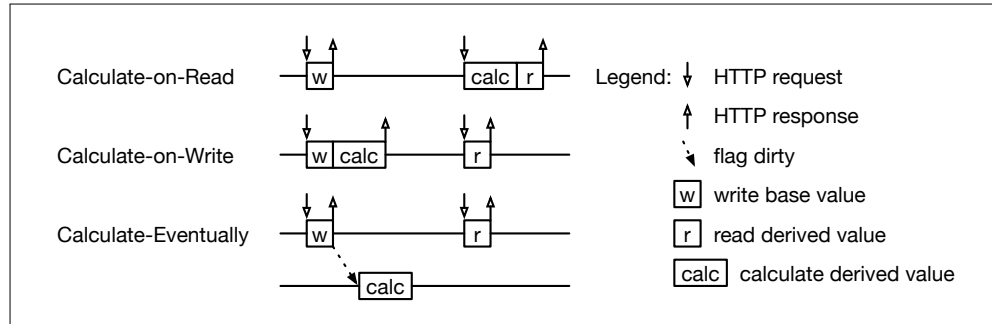 Calculate-on-Read w calc r
Calculate-on-Write w calc r
Calculate-Eventually w r
calc
Legend: HTTP request
HTTP response
flag dirty
w write base value
r read derived value
calc calculate derived value